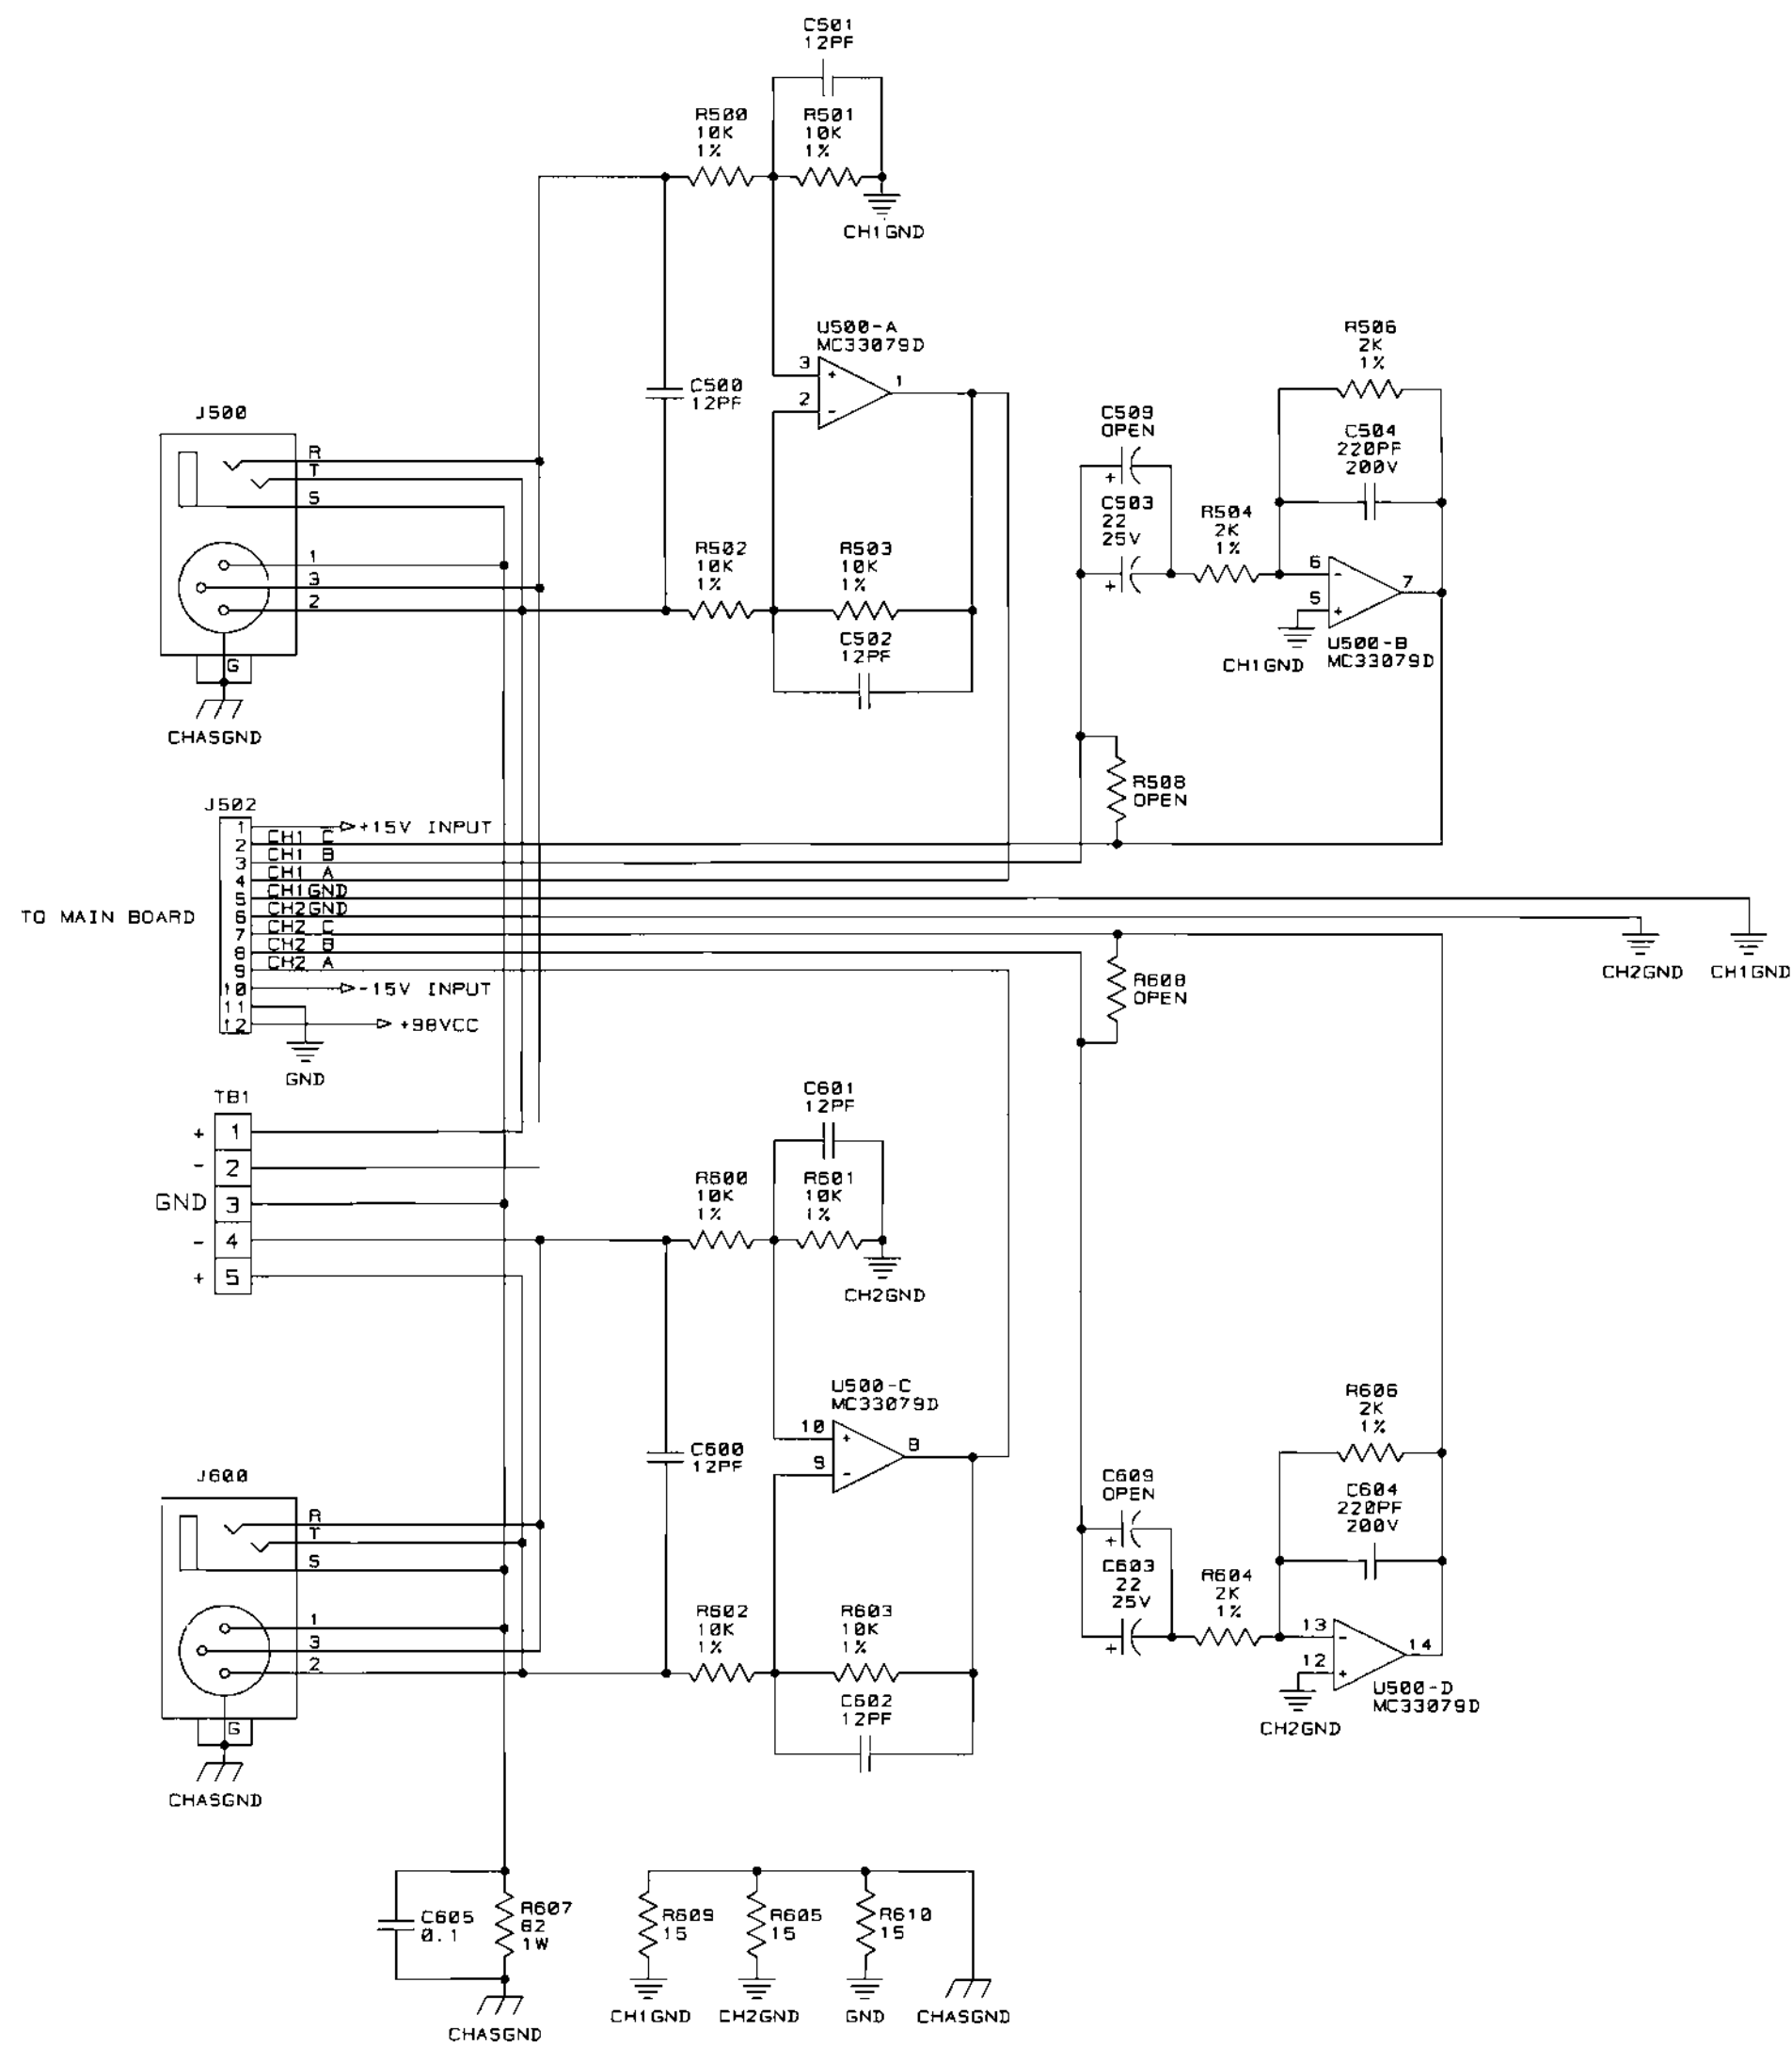 C501
12PF
R500
10K
1%
R501
10K
1%
CH1GND
U500-A
MC33079D
3
+
2
-
1
C500
12PF
J500
R
T
S
1
3
2
G
CHASGND
R502
10K
1%
R503
10K
1%
C502
12PF
C509
OPEN
+
C503
22
25V
+
R504
2K
1%
R506
2K
1%
C504
220PF
200V
6
-
5
+
7
CH1GND
U500-B
MC33079D
R508
OPEN
J502
1
+15V INPUT
2
CH1 C
3
CH1 B
4
CH1 A
5
CH1GND
6
CH2GND
7
CH2 C
8
CH2 B
9
CH2 A
10
-15V INPUT
11
12
+98VCC
TO MAIN BOARD
GND
CH2GND
CH1GND
R608
OPEN
TB1
+
1
-
2
GND
3
-
4
+
5
C601
12PF
R600
10K
1%
R601
10K
1%
CH2GND
U500-C
MC33079D
10
+
9
-
8
C600
12PF
J600
R
T
S
1
3
2
G
CHASGND
R602
10K
1%
R603
10K
1%
C602
12PF
C609
OPEN
+
C603
22
25V
+
R604
2K
1%
R606
2K
1%
C604
220PF
200V
13
-
12
+
14
CH2GND
U500-D
MC33079D
C605
0.1
R607
82
1W
CHASGND
R609
15
CH1GND
R605
15
CH2GND
R610
15
GND
CHASGND